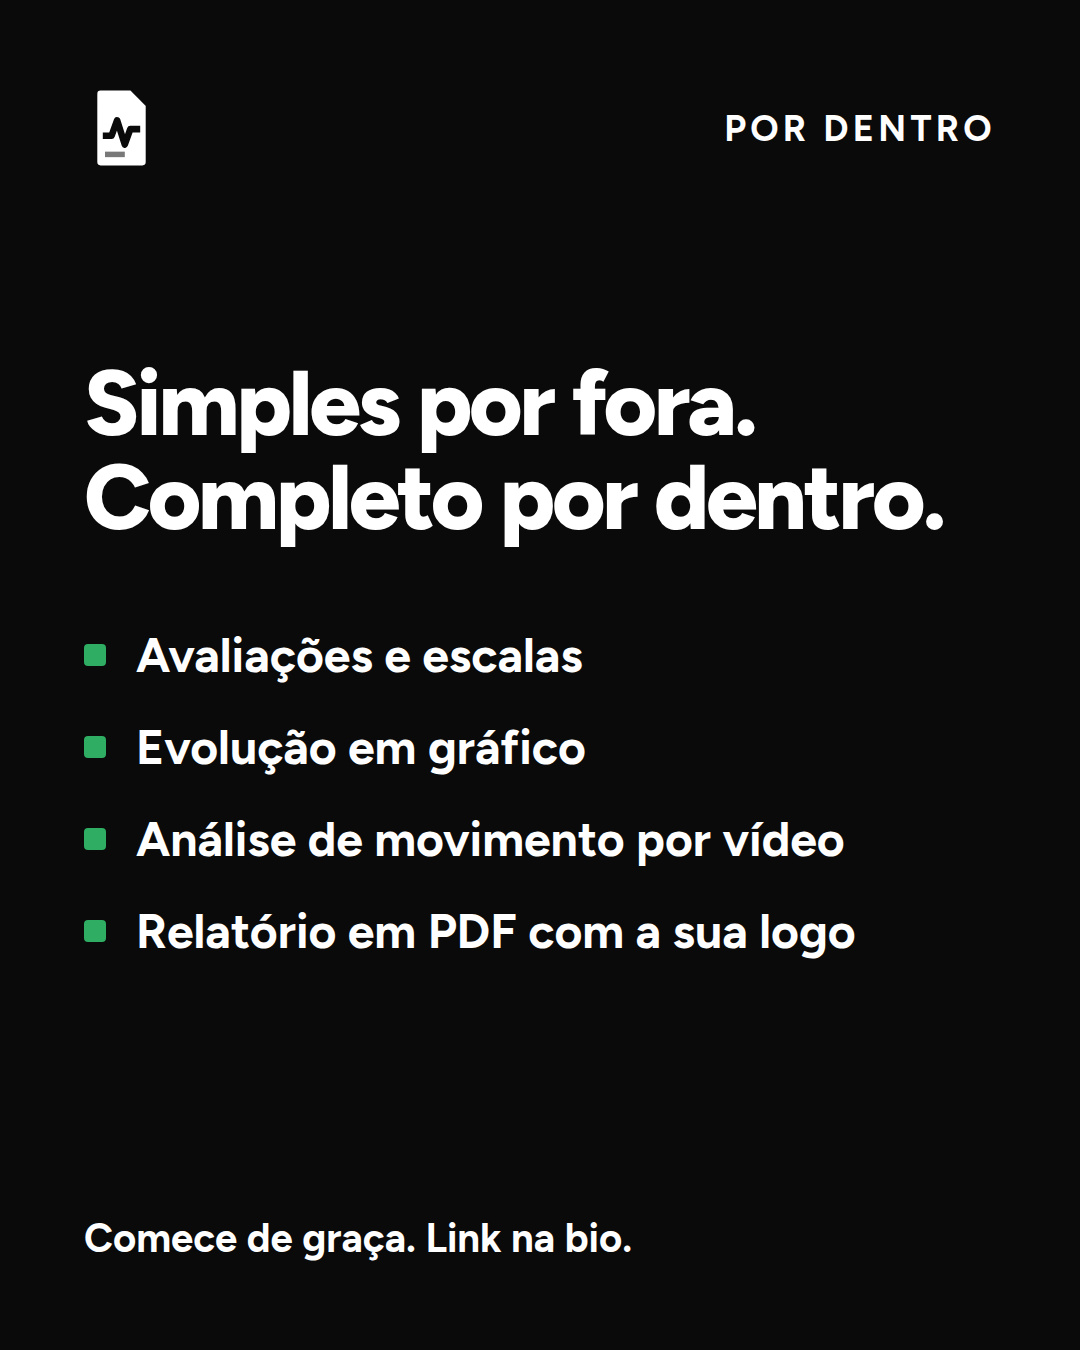 POR DENTRO
Simples por fora.
Completo por dentro.
Avaliações e escalas
Evolução em gráfico
Análise de movimento por vídeo
Relatório em PDF com a sua logo
Comece de graça. Link na bio.